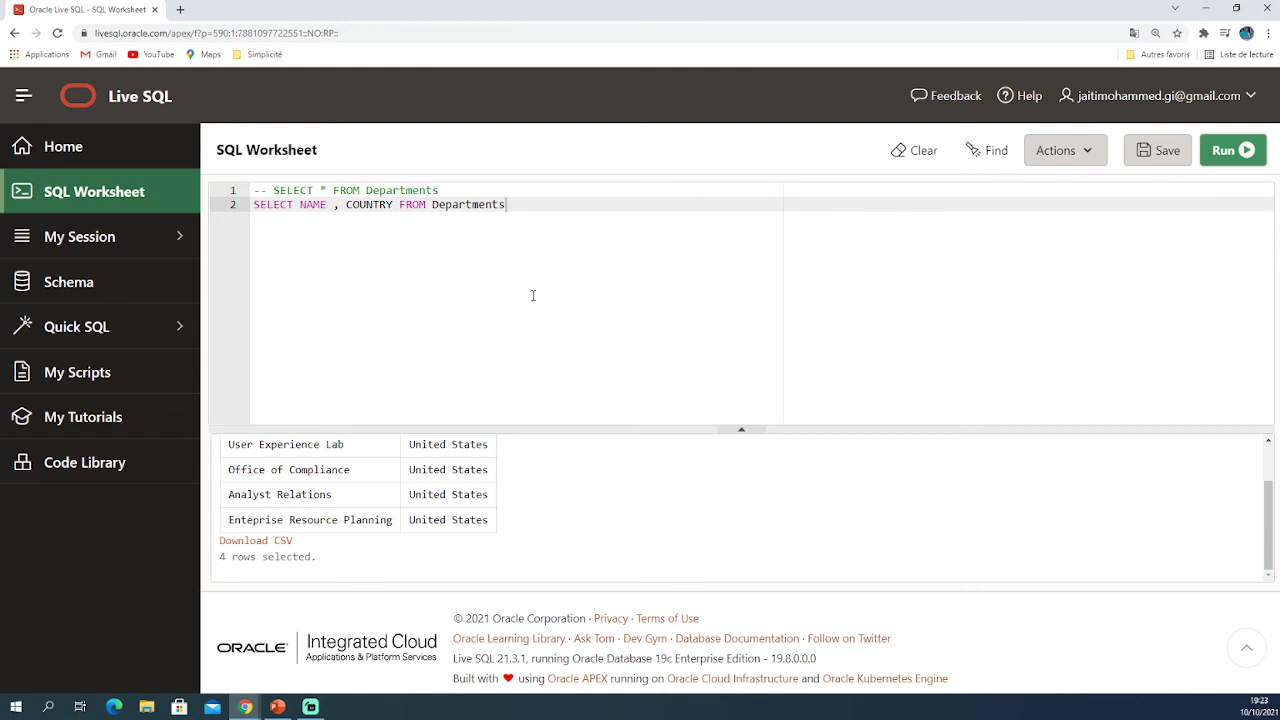 Oracle Live SQL - SQL Worksheet
livesql.oracle.com/apex/f?p=590:1:7881097722551::NO:RP::
Applications Gmail YouTube Maps Simplicité Autres favoris Liste de lecture
Live SQL Feedback Help jaitimohammed.gi@gmail.com
Home
SQL Worksheet
My Session
Schema
Quick SQL
My Scripts
My Tutorials
Code Library
SQL Worksheet Clear Find Actions Save Run
1 -- SELECT * FROM Departments
2 SELECT NAME , COUNTRY FROM Departments
User Experience Lab United States
Office of Compliance United States
Analyst Relations United States
Enteprise Resource Planning United States
Download CSV
4 rows selected.
ORACLE Integrated Cloud
Applications & Platform Services
© 2021 Oracle Corporation · Privacy · Terms of Use
Oracle Learning Library · Ask Tom · Dev Gym · Database Documentation · Follow on Twitter
Live SQL 21.3.1, running Oracle Database 19c Enterprise Edition - 19.8.0.0.0
Built with ❤ using Oracle APEX running on Oracle Cloud Infrastructure and Oracle Kubernetes Engine
19:23
10/10/2021